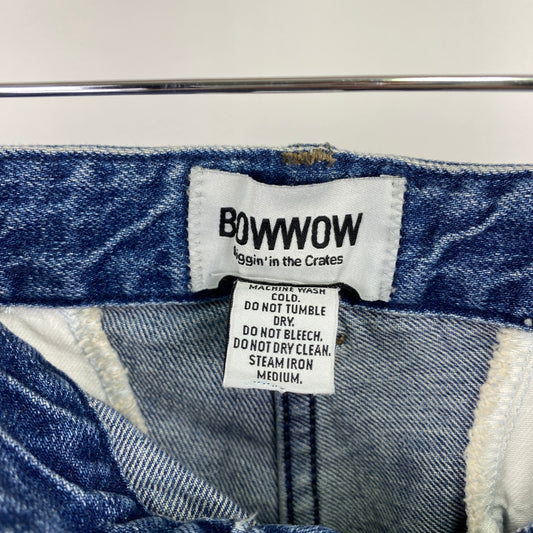 BOWWOW
Diggin' in the Crates
MACHINE WASH
COLD.
DO NOT TUMBLE
DRY.
DO NOT BLEECH.
DO NOT DRY CLEAN.
STEAM IRON
MEDIUM.